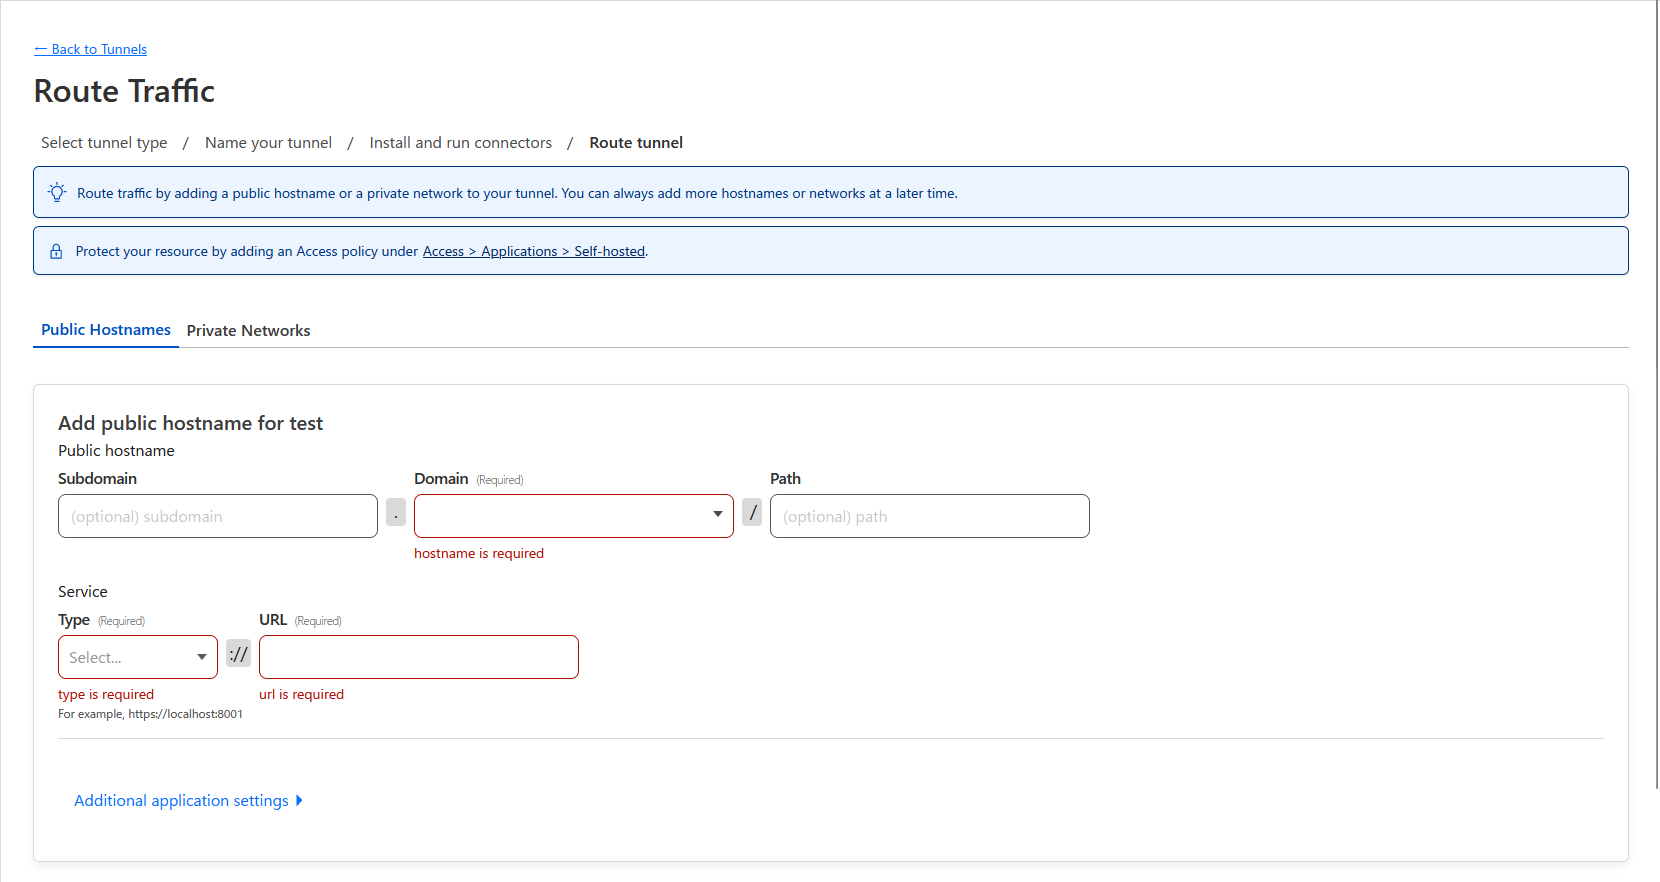 ← Back to Tunnels
Route Traffic
Select tunnel type / Name your tunnel / Install and run connectors / Route tunnel
Route traffic by adding a public hostname or a private network to your tunnel. You can always add more hostnames or networks at a later time.
Protect your resource by adding an Access policy under Access > Applications > Self-hosted.
Public Hostnames Private Networks
Add public hostname for test
Public hostname
Subdomain Domain (Required) Path
(optional) subdomain . / (optional) path
hostname is required
Service
Type (Required) URL (Required)
Select... ://
type is required url is required
For example, https://localhost:8001
Additional application settings